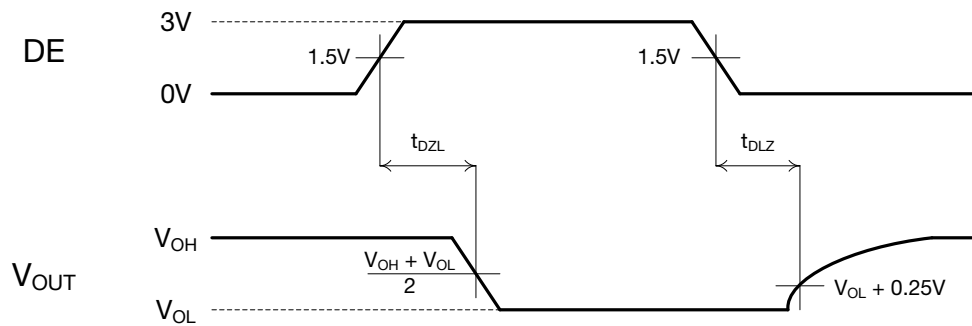 3V
DE
1.5V
1.5V
0V
tDZL
tDLZ
VOH
VOH + VOL
2
VOUT
VOL + 0.25V
VOL